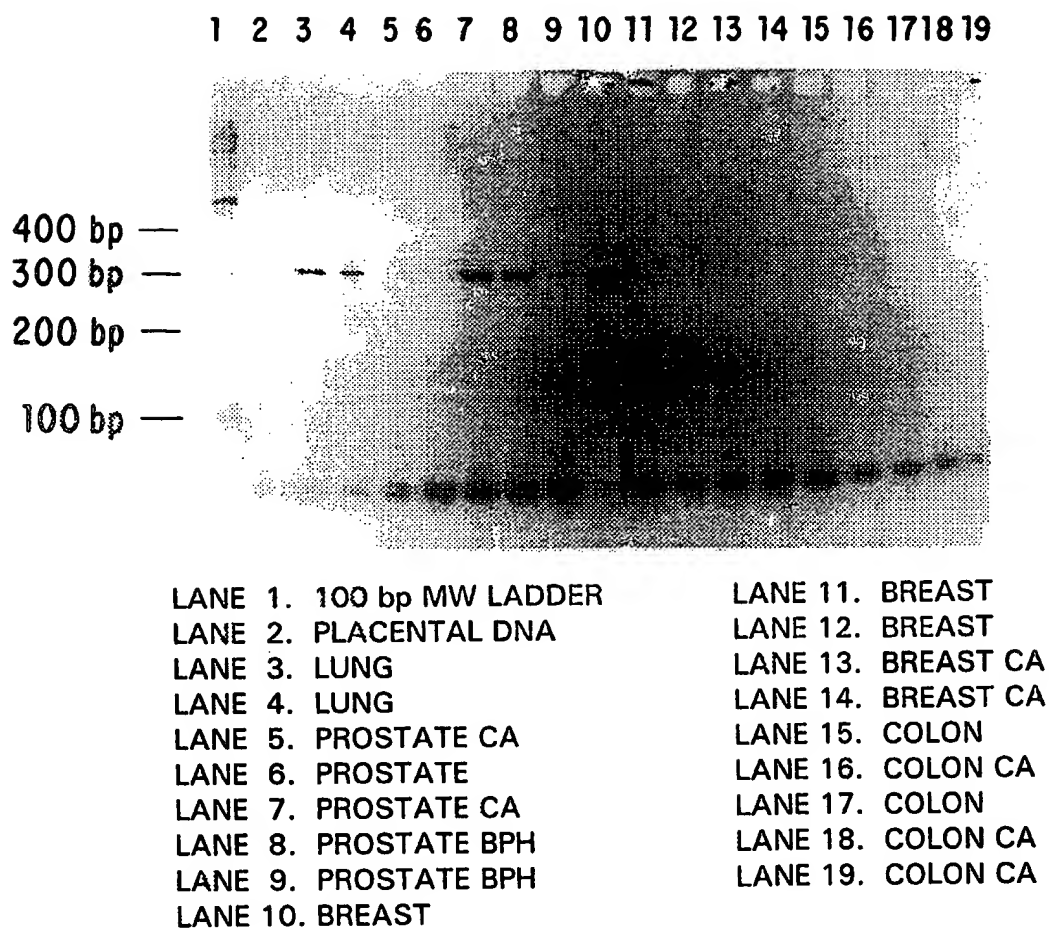 1 2 3 4 5 6 7 8 9 10 11 12 13 14 15 16 17 18 19
400 bp
300 bp
200 bp
100 bp
LANE 1. 100 bp MW LADDER
LANE 2. PLACENTAL DNA
LANE 3. LUNG
LANE 4. LUNG
LANE 5. PROSTATE CA
LANE 6. PROSTATE
LANE 7. PROSTATE CA
LANE 8. PROSTATE BPH
LANE 9. PROSTATE BPH
LANE 10. BREAST
LANE 11. BREAST
LANE 12. BREAST
LANE 13. BREAST CA
LANE 14. BREAST CA
LANE 15. COLON
LANE 16. COLON CA
LANE 17. COLON
LANE 18. COLON CA
LANE 19. COLON CA